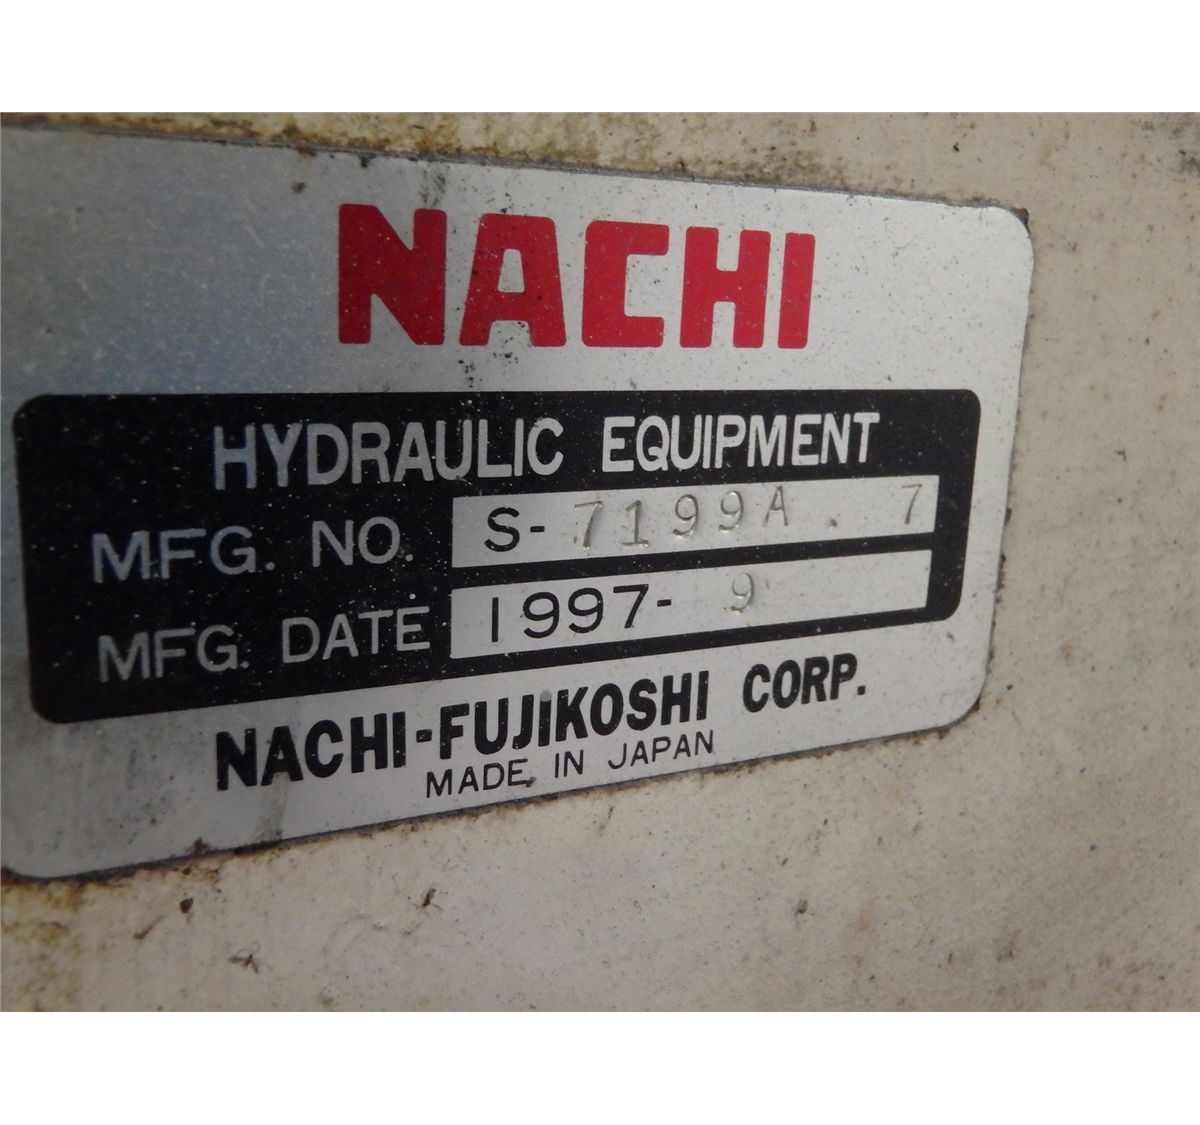 NACHI
HYDRAULIC EQUIPMENT
MFG. NO. S-7199A. 7
MFG. DATE 1997- 9
NACHI-FUJIKOSHI CORP.
MADE IN JAPAN